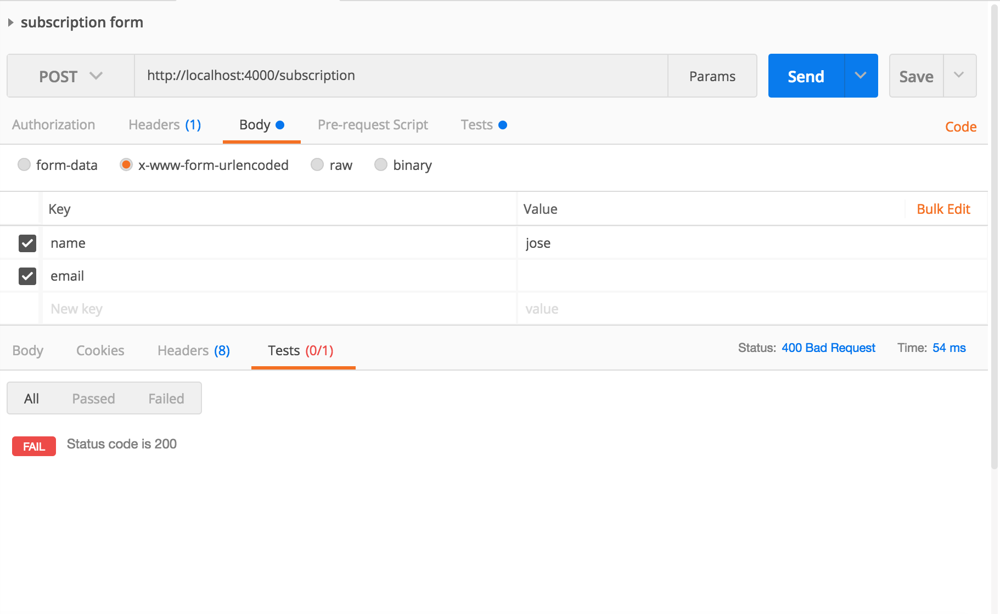 subscription form
POST http://localhost:4000/subscription Params Send Save
Authorization Headers (1) Body Pre-request Script Tests Code
form-data x-www-form-urlencoded raw binary
Key Value Bulk Edit
name jose
email
New key value
Body Cookies Headers (8) Tests (0/1) Status: 400 Bad Request Time: 54 ms
All Passed Failed
FAIL Status code is 200